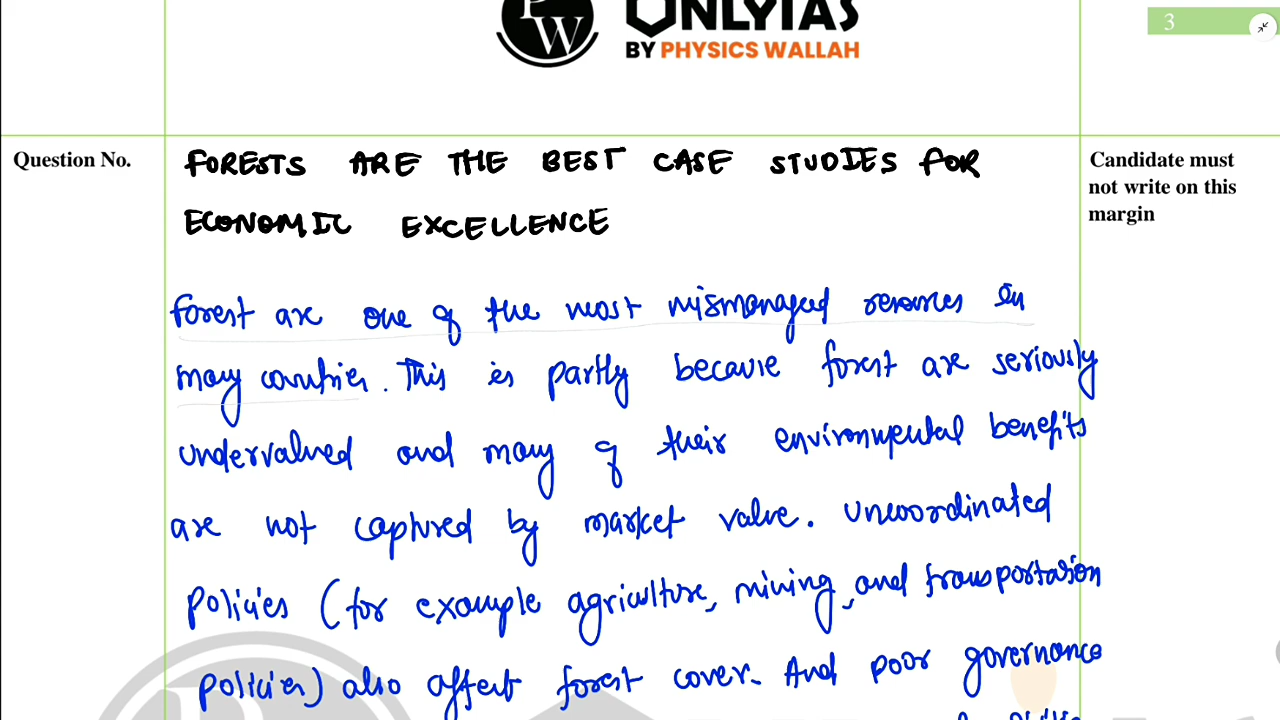 PW ONLYIAS
BY PHYSICS WALLAH
3
Question No.
FORESTS ARE THE BEST CASE STUDIES FOR
ECONOMIC EXCELLENCE
Candidate must
not write on this
margin
Forest are one of the most mismanaged resources in
many countries. This is partly because forest are seriously
undervalued and many of their environmental benefits
are not captured by market value. Uncoordinated
policies (for example agriculture, mining, and transportation
policies) also affect forest cover. And poor governance